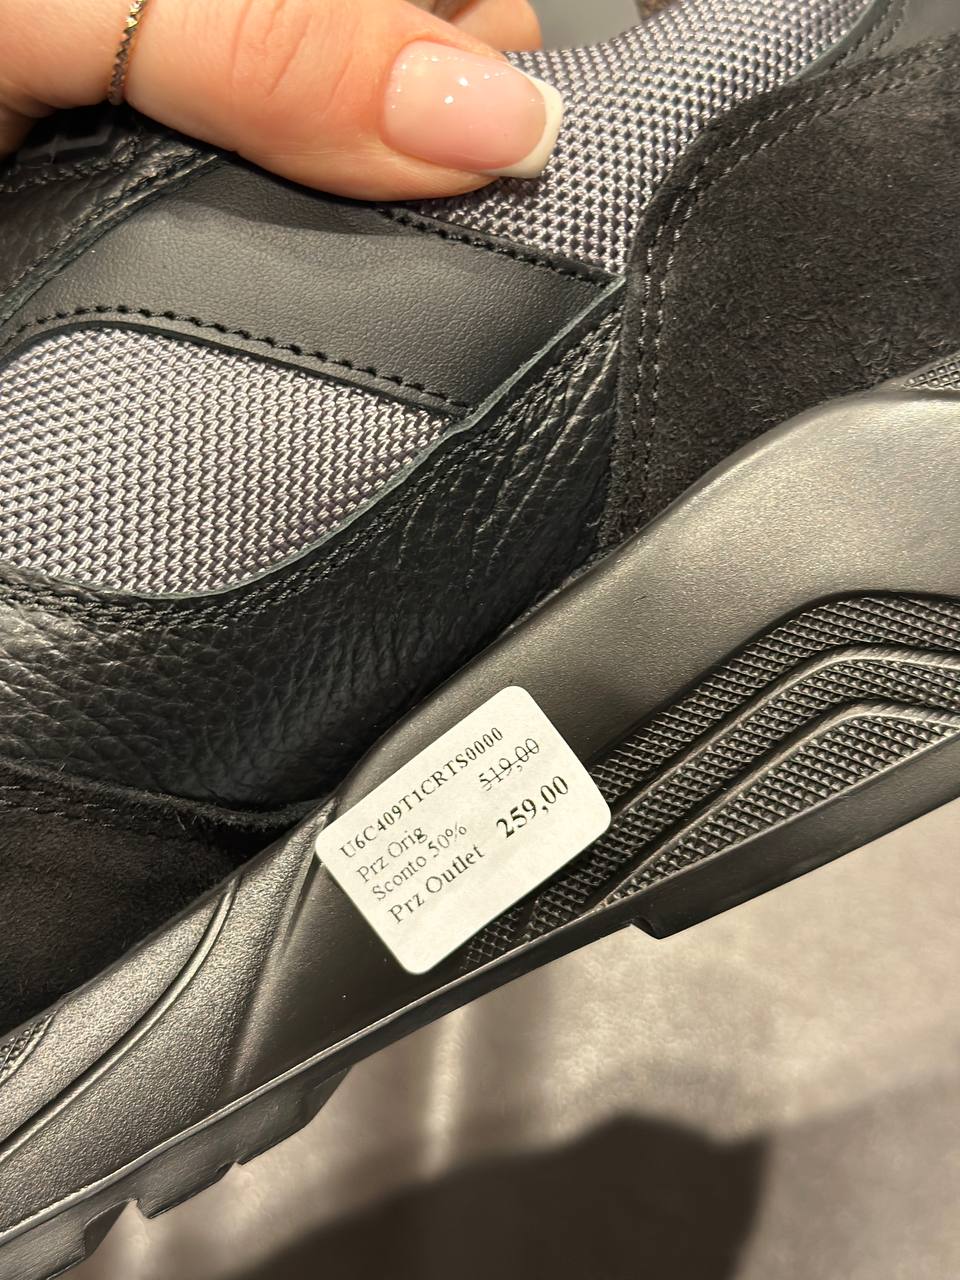 U6C409T1CRTS0000
Prz Orig 519,00
Sconto 50%
Prz Outlet 259,00